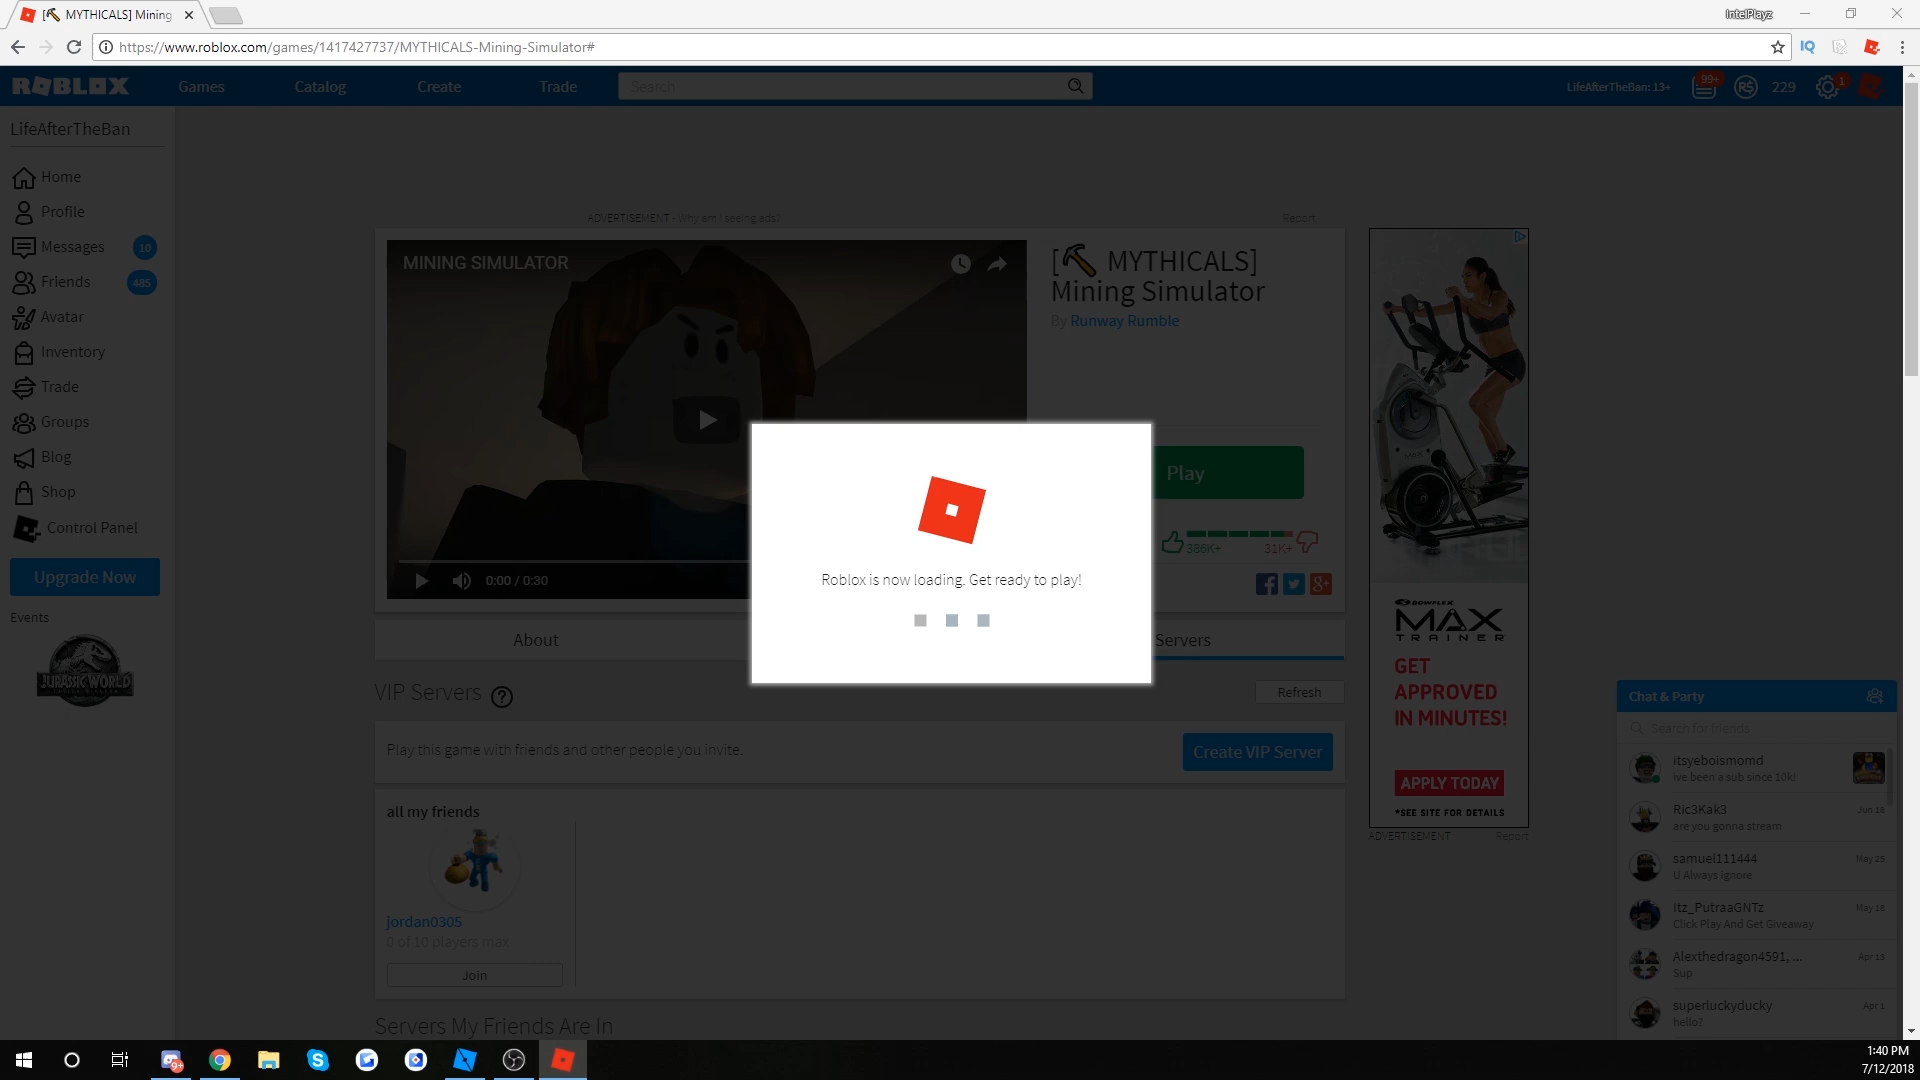 [ MYTHICALS] Mining
IntelPlayz
https://www.roblox.com/games/1417427737/MYTHICALS-Mining-Simulator#
IQ
ROBLOX
Games
Catalog
Create
Trade
Search
LifeAfterTheBan: 13+
99+
R$
229
1
LifeAfterTheBan
Home
Profile
Messages 10
Friends 485
Avatar
Inventory
Trade
Groups
Blog
Shop
Control Panel
Upgrade Now
Events
JURASSIC WORLD
ADVERTISEMENT - Why am I seeing ads?
Report
MINING SIMULATOR
0:00 / 0:30
[ MYTHICALS]
Mining Simulator
By Runway Rumble
Play
386K+
31K+
Roblox is now loading. Get ready to play!
About
Servers
VIP Servers
Refresh
Play this game with friends and other people you invite.
Create VIP Server
all my friends
jordan0305
0 of 10 players max
Join
Servers My Friends Are In
BOWFLEX
MAX
TRAINER
GET
APPROVED
IN MINUTES!
APPLY TODAY
*SEE SITE FOR DETAILS
ADVERTISEMENT
Report
Chat & Party
Search for friends
itsyeboismomd
ive been a sub since 10k!
Ric3Kak3
Jun 18
are you gonna stream
samuel111444
May 25
U Always ignore
Itz_PutraaGNTz
May 18
Click Play And Get Giveaway
Alexthedragon4591, ...
Apr 13
Sup
superluckyducky
Apr 1
hello?
9+
1:40 PM
7/12/2018